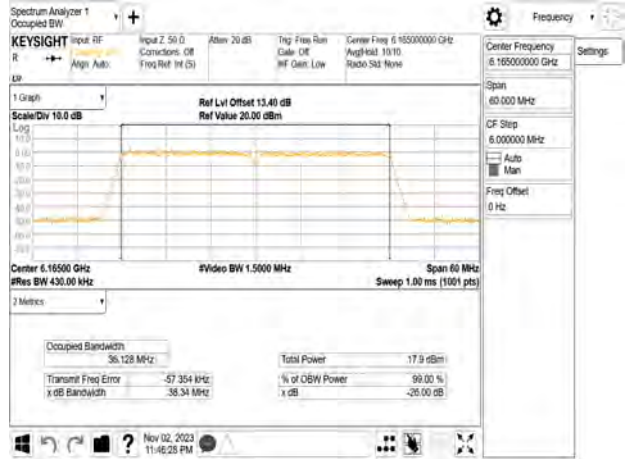 Spectrum Analyzer 1
Occupied BW
+
Frequency
KEYSIGHT
R
Input: RF
Align: Auto
Input Z: 50 Ω
Corrections: Off
Freq Ref: Int (S)
Atten: 20 dB
Trig: Free Run
Gate: Off
#IF Gain: Low
Center Freq: 6.165000000 GHz
Avg|Hold: 10/10
Radio Std: None
Center Frequency
6.165000000 GHz
Settings
Span
60.000 MHz
CF Step
6.000000 MHz
Auto
Man
Freq Offset
0 Hz
1 Graph
Scale/Div 10.0 dB
Ref Lvl Offset 13.40 dB
Ref Value 20.00 dBm
Log
10.0
0.00
Center 6.16500 GHz
#Video BW 1.5000 MHz
Span 60 MHz
#Res BW 430.00 kHz
Sweep 1.00 ms (1001 pts)
2 Metrics
Occupied Bandwidth
36.128 MHz
Total Power
17.9 dBm
Transmit Freq Error
-57.354 kHz
% of OBW Power
99.00 %
x dB Bandwidth
38.34 MHz
x dB
-26.00 dB
?
Nov 02, 2023
11:46:28 PM